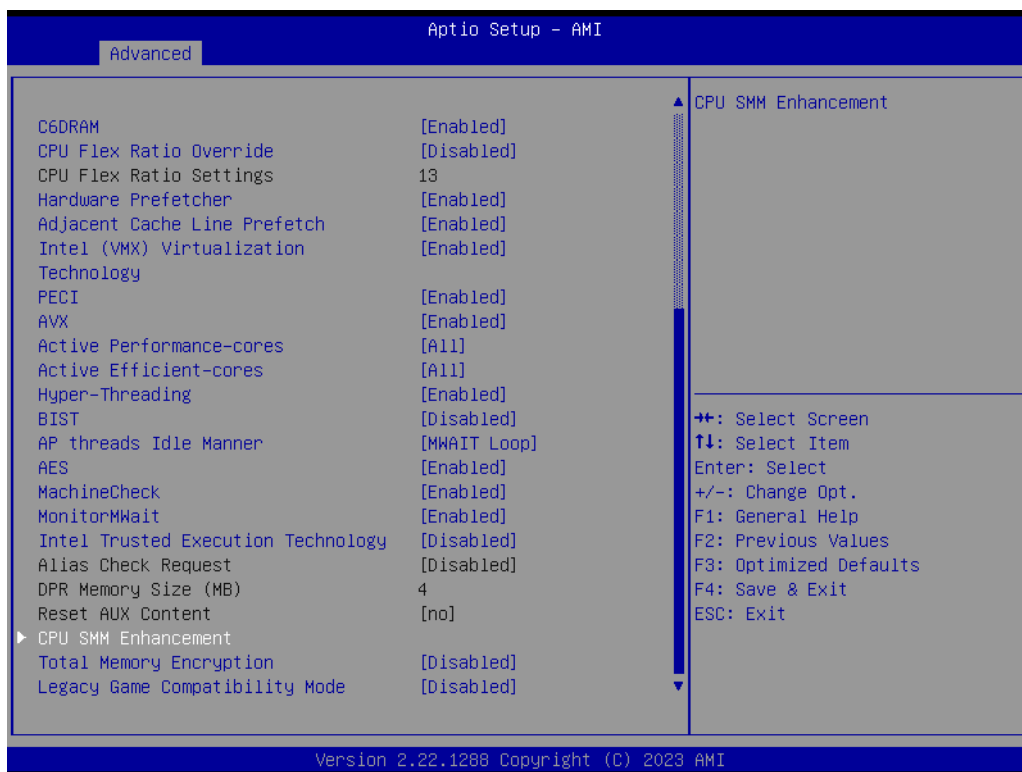 Aptio Setup – AMI
Advanced
C6DRAM [Enabled]
CPU Flex Ratio Override [Disabled]
CPU Flex Ratio Settings 13
Hardware Prefetcher [Enabled]
Adjacent Cache Line Prefetch [Enabled]
Intel (VMX) Virtualization [Enabled]
Technology
PECI [Enabled]
AVX [Enabled]
Active Performance-cores [All]
Active Efficient-cores [All]
Hyper-Threading [Enabled]
BIST [Disabled]
AP threads Idle Manner [MWAIT Loop]
AES [Enabled]
MachineCheck [Enabled]
MonitorMWait [Enabled]
Intel Trusted Execution Technology [Disabled]
Alias Check Request [Disabled]
DPR Memory Size (MB) 4
Reset AUX Content [no]
CPU SMM Enhancement
Total Memory Encryption [Disabled]
Legacy Game Compatibility Mode [Disabled]
CPU SMM Enhancement
→←: Select Screen
↑↓: Select Item
Enter: Select
+/-: Change Opt.
F1: General Help
F2: Previous Values
F3: Optimized Defaults
F4: Save & Exit
ESC: Exit
Version 2.22.1288 Copyright (C) 2023 AMI